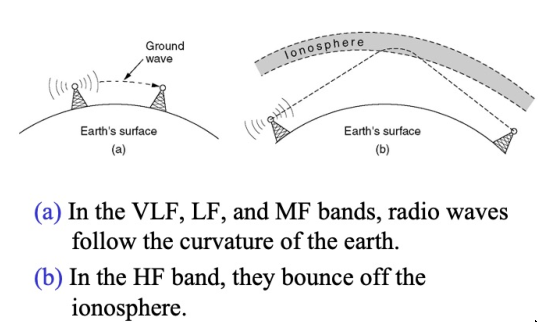 Ground
wave
Earth's surface
(a)
Ionosphere
Earth's surface
(b)
(a) In the VLF, LF, and MF bands, radio waves
follow the curvature of the earth.
(b) In the HF band, they bounce off the
ionosphere.